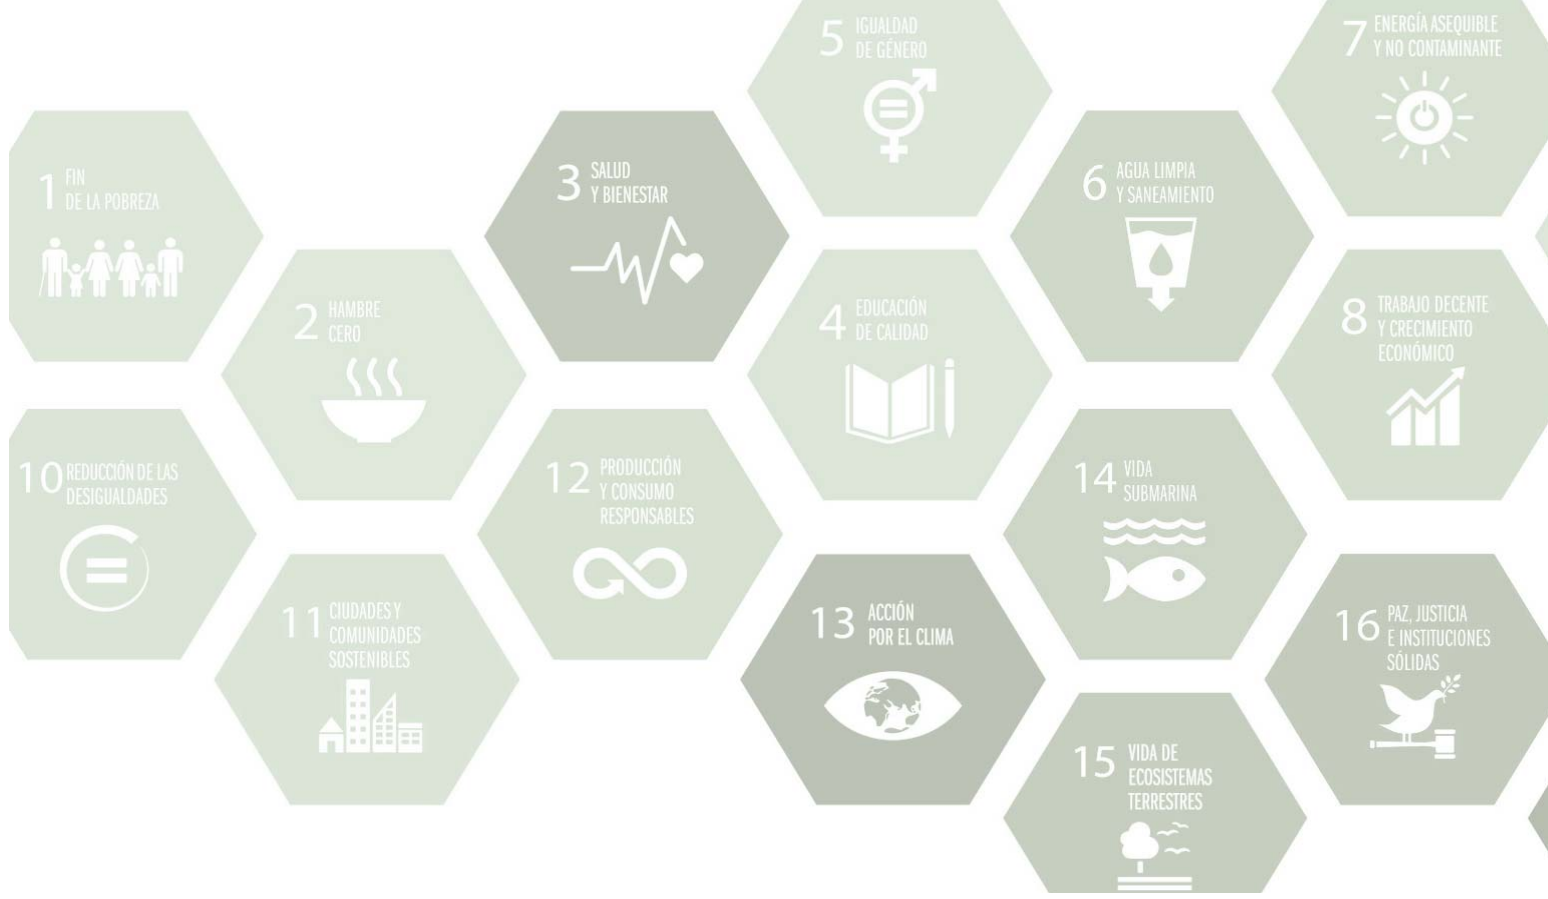 5 IGUALDAD
DE GÉNERO
7 ENERGÍA ASEQUIBLE
Y NO CONTAMINANTE
1 FIN
DE LA POBREZA
3 SALUD
Y BIENESTAR
6 AGUA LIMPIA
Y SANEAMIENTO
2 HAMBRE
CERO
4 EDUCACIÓN
DE CALIDAD
8 TRABAJO DECENTE
Y CRECIMIENTO
ECONÓMICO
10 REDUCCIÓN DE LAS
DESIGUALDADES
12 PRODUCCIÓN
Y CONSUMO
RESPONSABLES
14 VIDA
SUBMARINA
11 CIUDADES Y
COMUNIDADES
SOSTENIBLES
13 ACCIÓN
POR EL CLIMA
16 PAZ, JUSTICIA
E INSTITUCIONES
SÓLIDAS
15 VIDA DE
ECOSISTEMAS
TERRESTRES